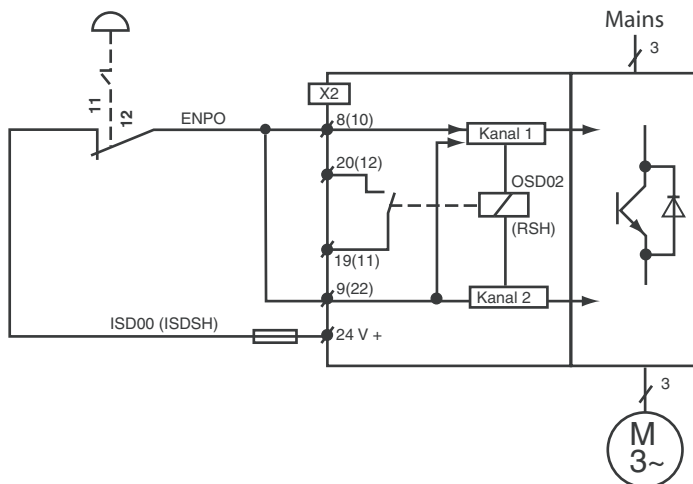 Mains
3
X2
11
12
ENPO
8(10)
Kanal 1
20(12)
OSD02
(RSH)
19(11)
9(22)
Kanal 2
ISD00 (ISDSH)
24 V +
3
M
3~